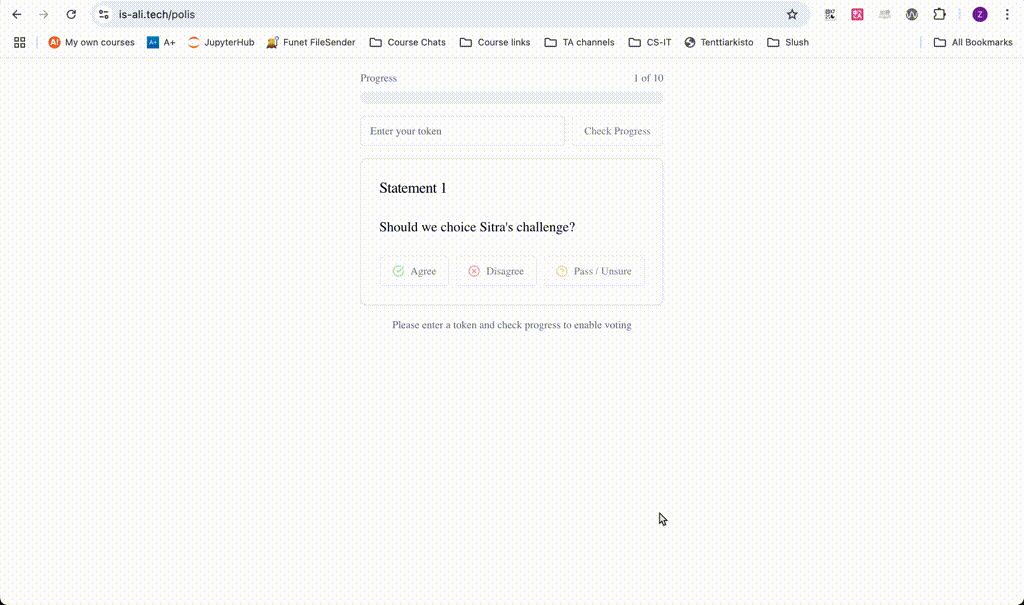 is-ali.tech/polis
Z
My own courses A+ A+ JupyterHub Funet FileSender Course Chats Course links TA channels CS-IT Tenttiarkisto Slush All Bookmarks
Progress 1 of 10
Enter your token Check Progress
Statement 1
Should we choice Sitra's challenge?
Agree Disagree Pass / Unsure
Please enter a token and check progress to enable voting